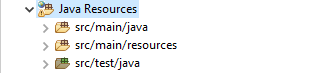 Java Resources
src/main/java
src/main/resources
src/test/java